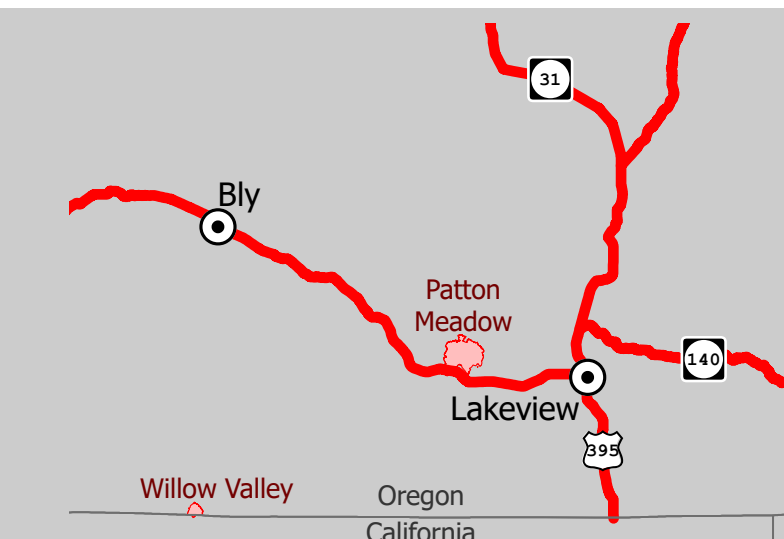 31
Bly
Patton
Meadow
140
Lakeview
395
Willow Valley
Oregon
California